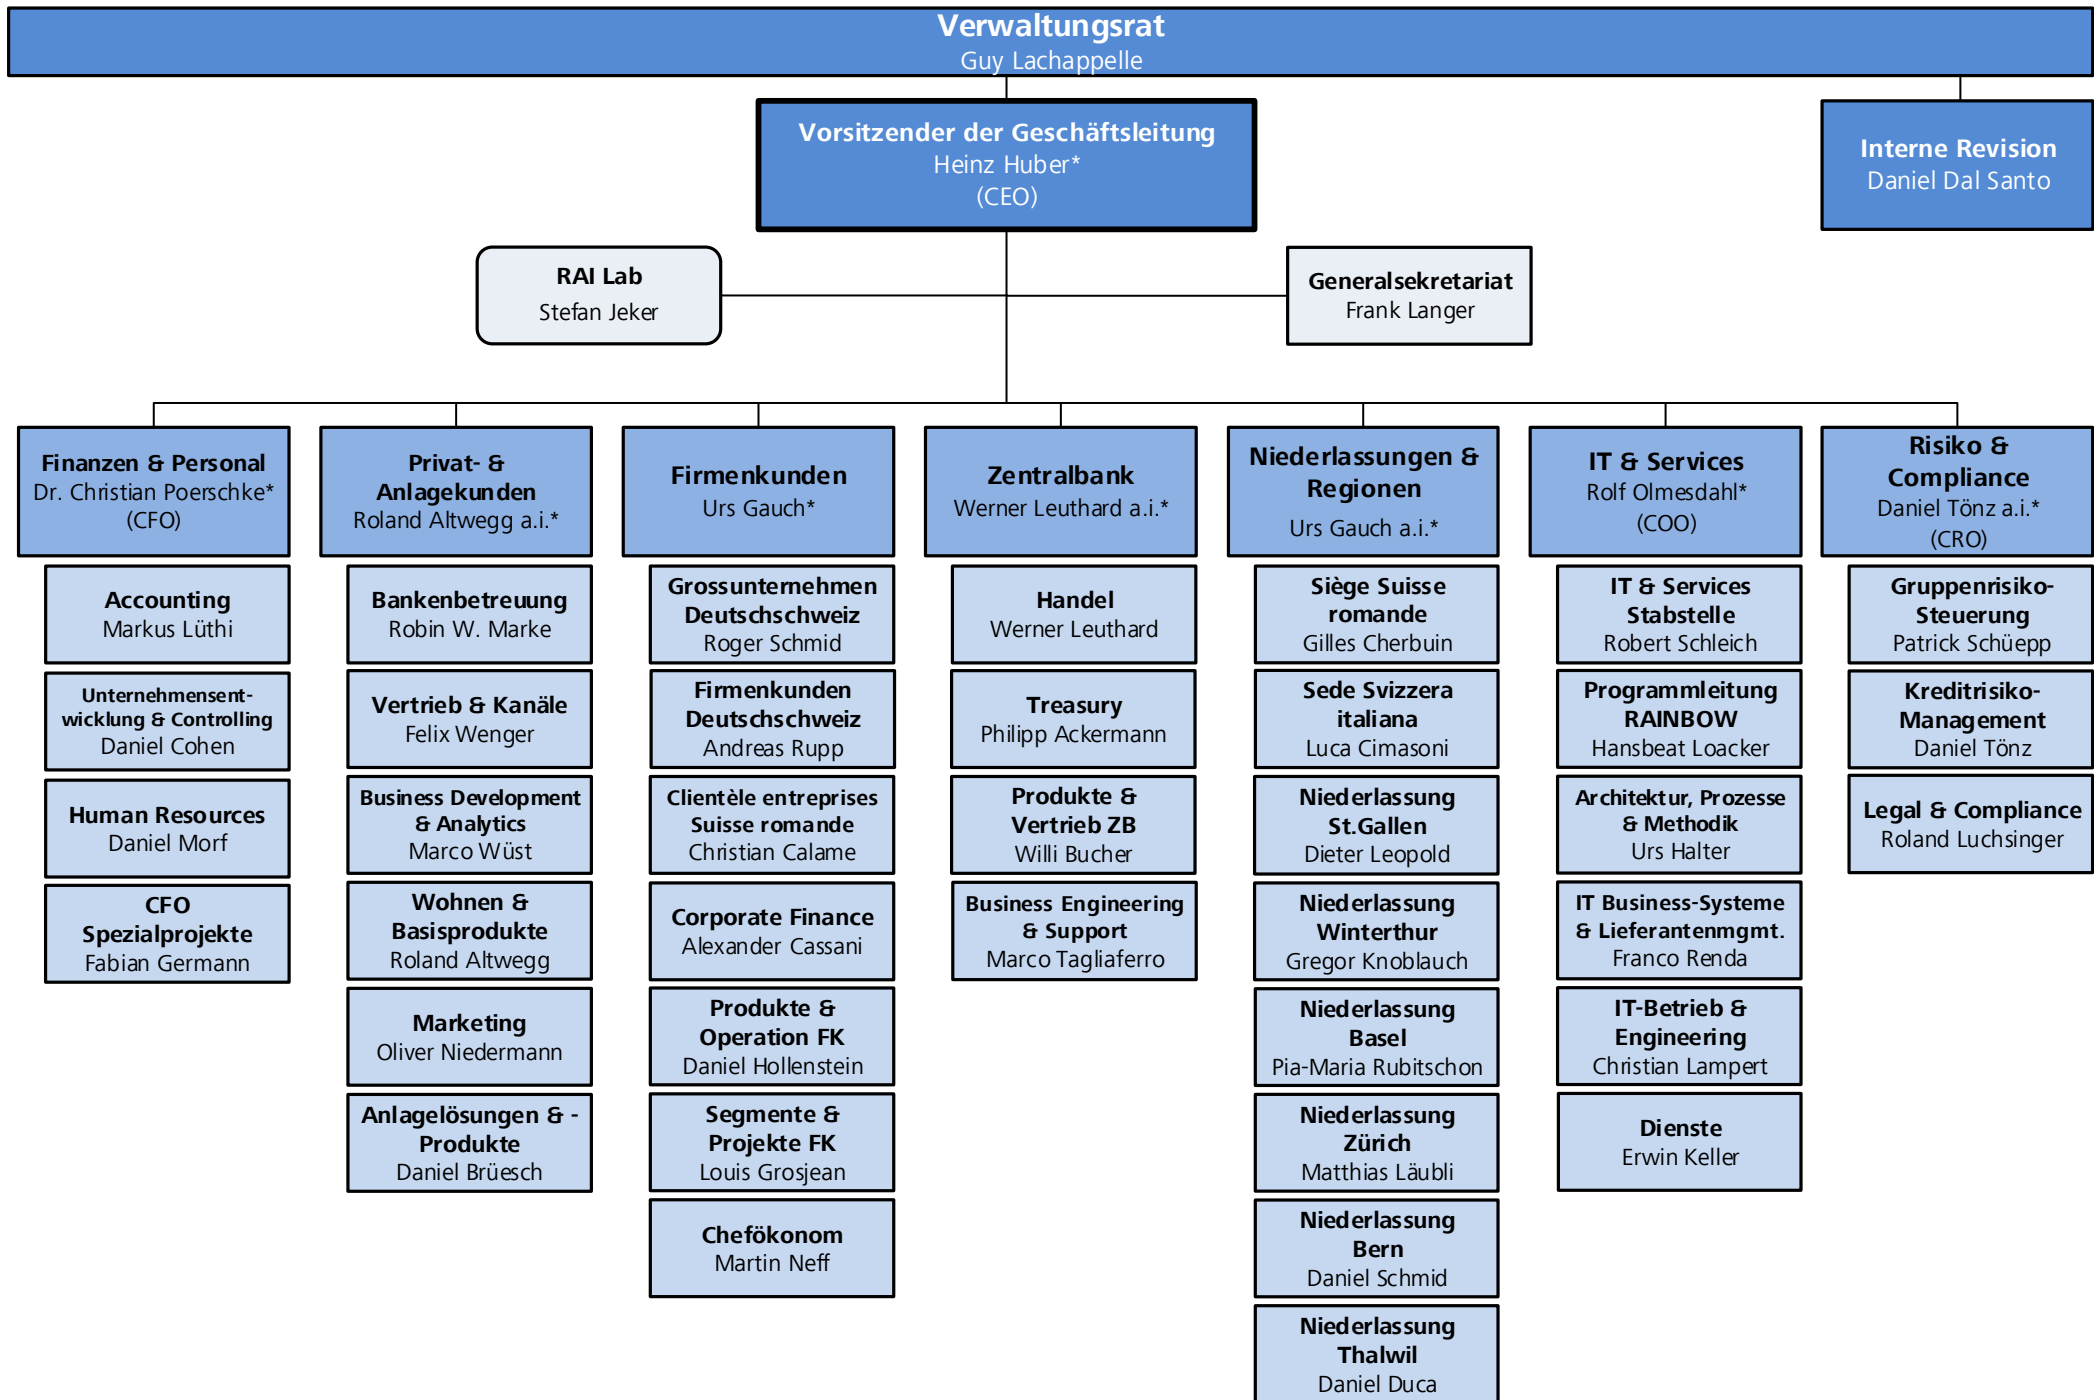 Verwaltungsrat
Guy Lachappelle
Vorsitzender der Geschäftsleitung
Heinz Huber*
(CEO)
Interne Revision
Daniel Dal Santo
RAI Lab
Stefan Jeker
Generalsekretariat
Frank Langer
Finanzen & Personal
Dr. Christian Poerschke*
(CFO)
Accounting
Markus Lüthi
Unternehmensent-
wicklung & Controlling
Daniel Cohen
Human Resources
Daniel Morf
CFO
Spezialprojekte
Fabian Germann
Privat- &
Anlagekunden
Roland Altwegg a.i.*
Bankenbetreuung
Robin W. Marke
Vertrieb & Kanäle
Felix Wenger
Business Development
& Analytics
Marco Wüst
Wohnen &
Basisprodukte
Roland Altwegg
Marketing
Oliver Niedermann
Anlagelösungen & -
Produkte
Daniel Brüesch
Firmenkunden
Urs Gauch*
Grossunternehmen
Deutschschweiz
Roger Schmid
Firmenkunden
Deutschschweiz
Andreas Rupp
Clientèle entreprises
Suisse romande
Christian Calame
Corporate Finance
Alexander Cassani
Produkte &
Operation FK
Daniel Hollenstein
Segmente &
Projekte FK
Louis Grosjean
Chefökonom
Martin Neff
Zentralbank
Werner Leuthard a.i.*
Handel
Werner Leuthard
Treasury
Philipp Ackermann
Produkte &
Vertrieb ZB
Willi Bucher
Business Engineering
& Support
Marco Tagliaferro
Niederlassungen &
Regionen
Urs Gauch a.i.*
Siège Suisse
romande
Gilles Cherbuin
Sede Svizzera
italiana
Luca Cimasoni
Niederlassung
St.Gallen
Dieter Leopold
Niederlassung
Winterthur
Gregor Knoblauch
Niederlassung
Basel
Pia-Maria Rubitschon
Niederlassung
Zürich
Matthias Läubli
Niederlassung
Bern
Daniel Schmid
Niederlassung
Thalwil
Daniel Duca
IT & Services
Rolf Olmesdahl*
(COO)
IT & Services
Stabstelle
Robert Schleich
Programmleitung
RAINBOW
Hansbeat Loacker
Architektur, Prozesse
& Methodik
Urs Halter
IT Business-Systeme
& Lieferantenmgmt.
Franco Renda
IT-Betrieb &
Engineering
Christian Lampert
Dienste
Erwin Keller
Risiko &
Compliance
Daniel Tönz a.i.*
(CRO)
Gruppenrisiko-
Steuerung
Patrick Schüepp
Kreditrisiko-
Management
Daniel Tönz
Legal & Compliance
Roland Luchsinger